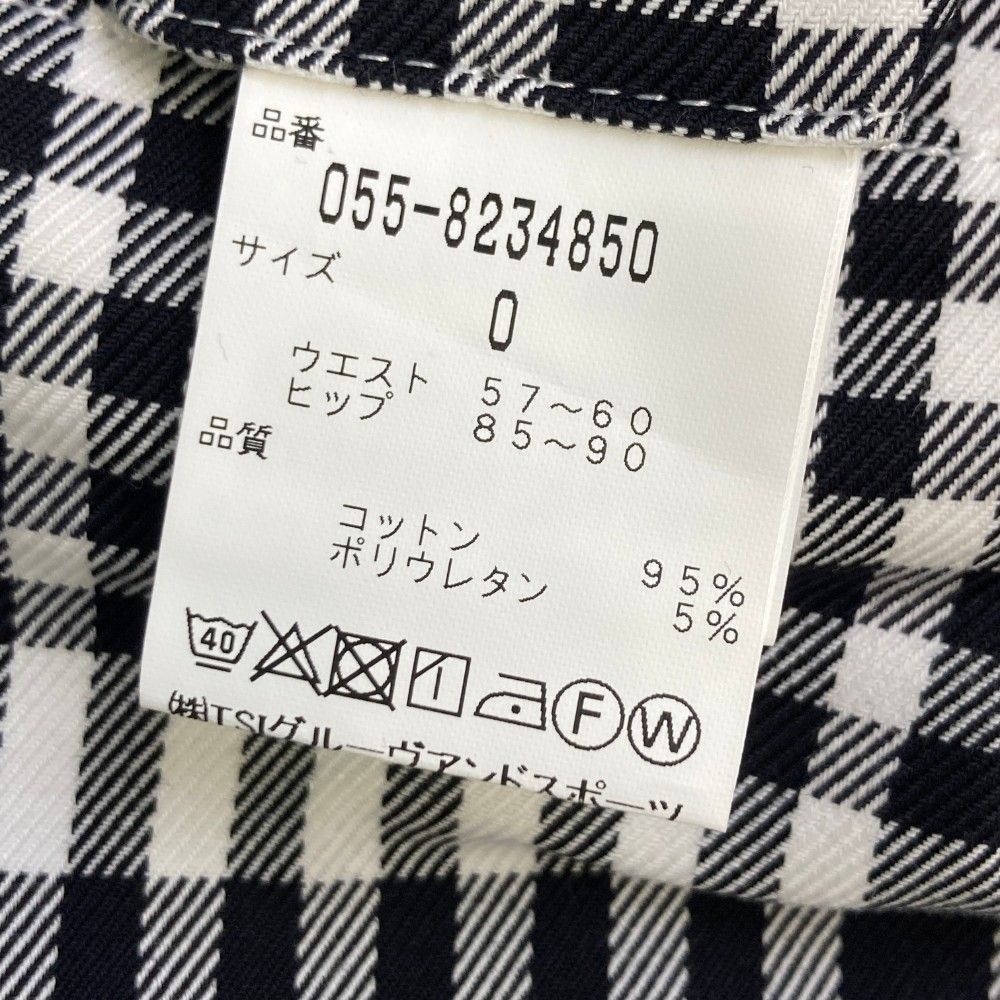 品番
055-8234850
サイズ
0
ウエスト 57～60
ヒップ 85～90
品質
コットン 95%
ポリウレタン 5%
40 F W
㈱TSIグルーヴアンドスポーツ